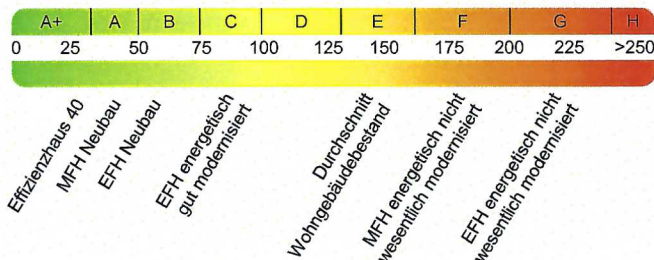 A+ A B C D E F G H
0 25 50 75 100 125 150 175 200 225 >250
Effizienzhaus 40
MFH Neubau
EFH Neubau
EFH energetisch
gut modernisiert
Durchschnitt
Wohngebäudebestand
MFH energetisch nicht
wesentlich modernisiert
EFH energetisch nicht
wesentlich modernisiert